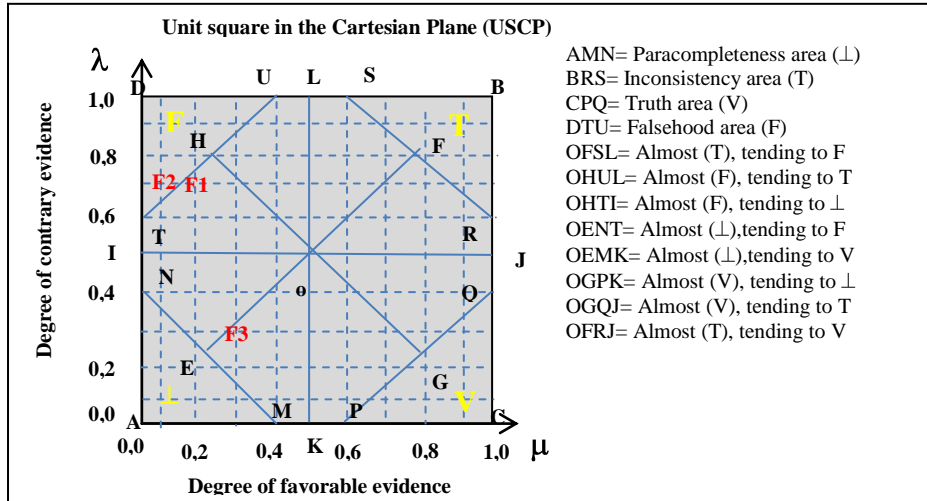 Unit square in the Cartesian Plane (USCP)
λ
D U L S B
1,0
F T
H F
0,8
F2 F1
0,6
T R
I J
N
0,4 o Q
F3
0,2 E G
⊥ V
0,0 M P
A C
0,0 0,2 0,4 K 0,6 0,8 1,0 μ
Degree of favorable evidence
Degree of contrary evidence
AMN= Paracompleteness area (⊥)
BRS= Inconsistency area (T)
CPQ= Truth area (V)
DTU= Falsehood area (F)
OFSL= Almost (T), tending to F
OHUL= Almost (F), tending to T
OHTI= Almost (F), tending to ⊥
OENT= Almost (⊥),tending to F
OEMK= Almost (⊥),tending to V
OGPK= Almost (V), tending to ⊥
OGQJ= Almost (V), tending to T
OFRJ= Almost (T), tending to V